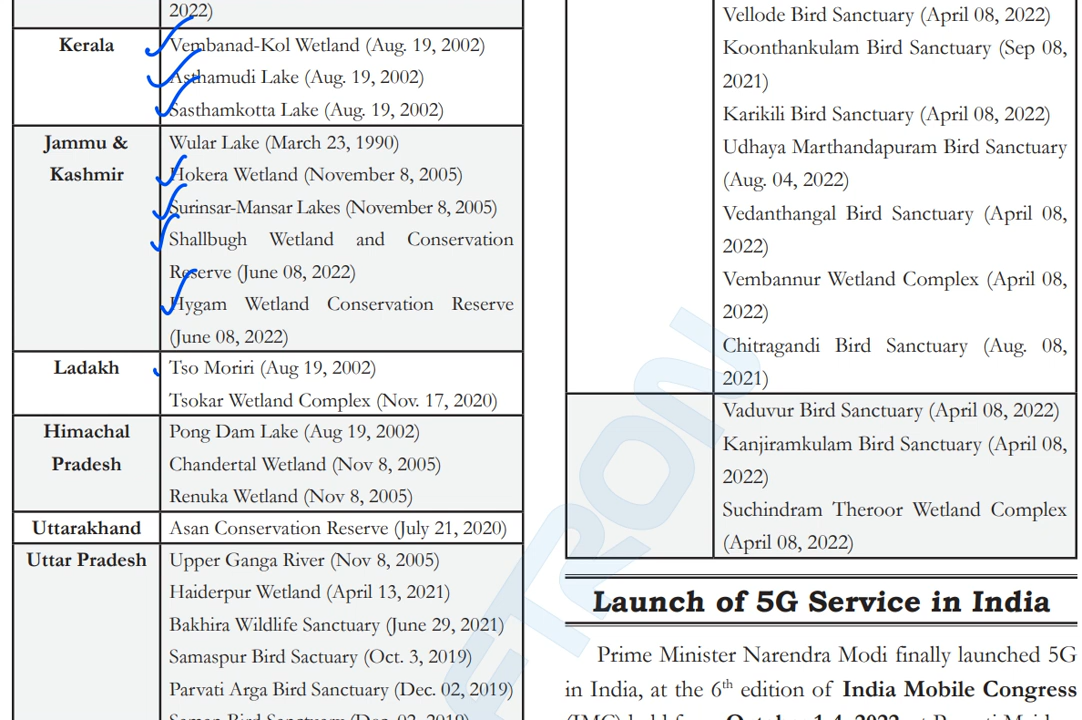 2022)
Kerala
Vembanad-Kol Wetland (Aug. 19, 2002)
Asthamudi Lake (Aug. 19, 2002)
Sasthamkotta Lake (Aug. 19, 2002)
Jammu &
Kashmir
Wular Lake (March 23, 1990)
Hokera Wetland (November 8, 2005)
Surinsar-Mansar Lakes (November 8, 2005)
Shallbugh Wetland and Conservation
Reserve (June 08, 2022)
Hygam Wetland Conservation Reserve
(June 08, 2022)
Ladakh
Tso Moriri (Aug 19, 2002)
Tsokar Wetland Complex (Nov. 17, 2020)
Himachal
Pradesh
Pong Dam Lake (Aug 19, 2002)
Chandertal Wetland (Nov 8, 2005)
Renuka Wetland (Nov 8, 2005)
Uttarakhand
Asan Conservation Reserve (July 21, 2020)
Uttar Pradesh
Upper Ganga River (Nov 8, 2005)
Haiderpur Wetland (April 13, 2021)
Bakhira Wildlife Sanctuary (June 29, 2021)
Samaspur Bird Sactuary (Oct. 3, 2019)
Parvati Arga Bird Sanctuary (Dec. 02, 2019)
Vellode Bird Sanctuary (April 08, 2022)
Koonthankulam Bird Sanctuary (Sep 08,
2021)
Karikili Bird Sanctuary (April 08, 2022)
Udhaya Marthandapuram Bird Sanctuary
(Aug. 04, 2022)
Vedanthangal Bird Sanctuary (April 08,
2022)
Vembannur Wetland Complex (April 08,
2022)
Chitragandi Bird Sanctuary (Aug. 08,
2021)
Vaduvur Bird Sanctuary (April 08, 2022)
Kanjiramkulam Bird Sanctuary (April 08,
2022)
Suchindram Theroor Wetland Complex
(April 08, 2022)
Launch of 5G Service in India
Prime Minister Narendra Modi finally launched 5G
in India, at the 6th edition of India Mobile Congress